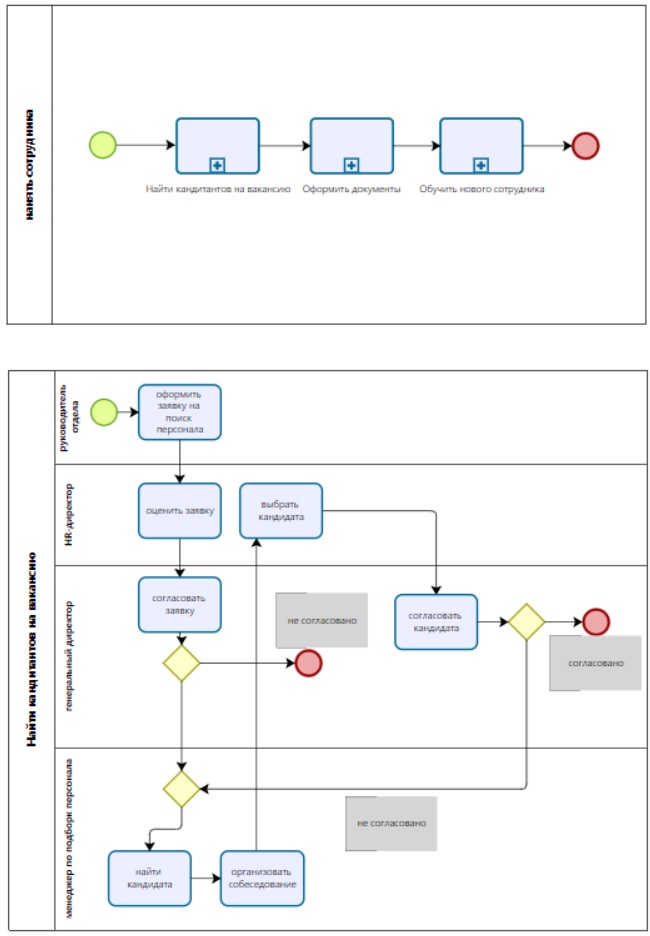 нанять сотрудника
Найти кандитантов на вакансию
Оформить документы
Обучить нового сотрудника
Найти кандитантов на вакансию
руководитель
отдела
оформить
заявку на
поиск
персонала
HR-директор
оценить заявку
выбрать
кандидата
генеральный директор
согласовать
заявку
не согласовано
согласовать
кандидата
согласовано
менеджер по подборк персонала
не согласовано
найти
кандидата
организовать
собеседование